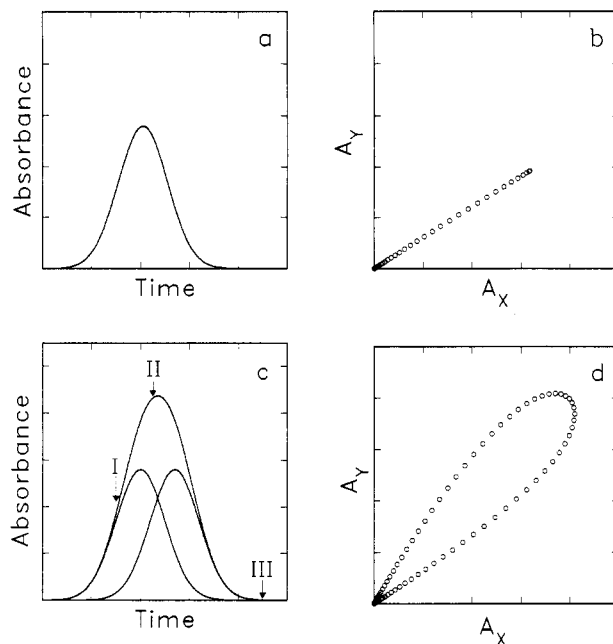 a
Absorbance
Time
b
A_Y
A_X
c
I
II
III
Absorbance
Time
d
A_Y
A_X